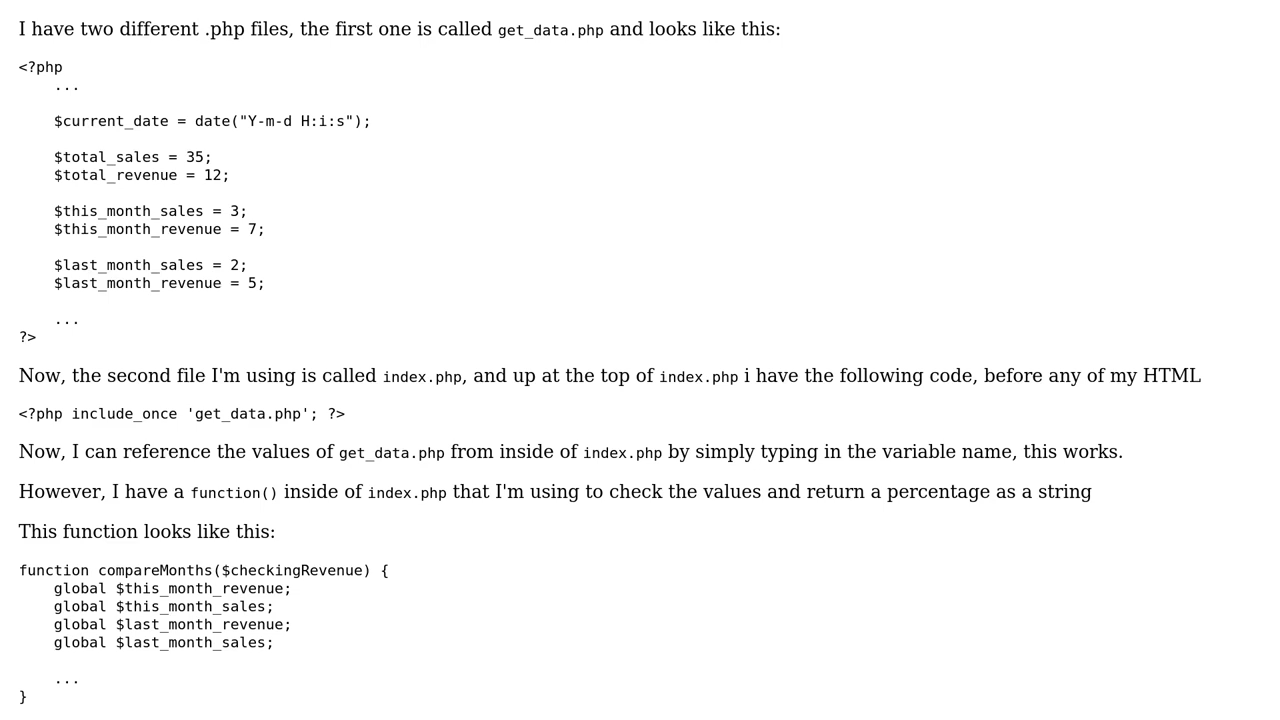 I have two different .php files, the first one is called get_data.php and looks like this:
<?php
    ...
    $current_date = date("Y-m-d H:i:s");
    $total_sales = 35;
    $total_revenue = 12;
    $this_month_sales = 3;
    $this_month_revenue = 7;
    $last_month_sales = 2;
    $last_month_revenue = 5;
    ...
?>
Now, the second file I'm using is called index.php, and up at the top of index.php i have the following code, before any of my HTML
<?php include_once 'get_data.php'; ?>
Now, I can reference the values of get_data.php from inside of index.php by simply typing in the variable name, this works.
However, I have a function() inside of index.php that I'm using to check the values and return a percentage as a string
This function looks like this:
function compareMonths($checkingRevenue) {
    global $this_month_revenue;
    global $this_month_sales;
    global $last_month_revenue;
    global $last_month_sales;
    ...
}